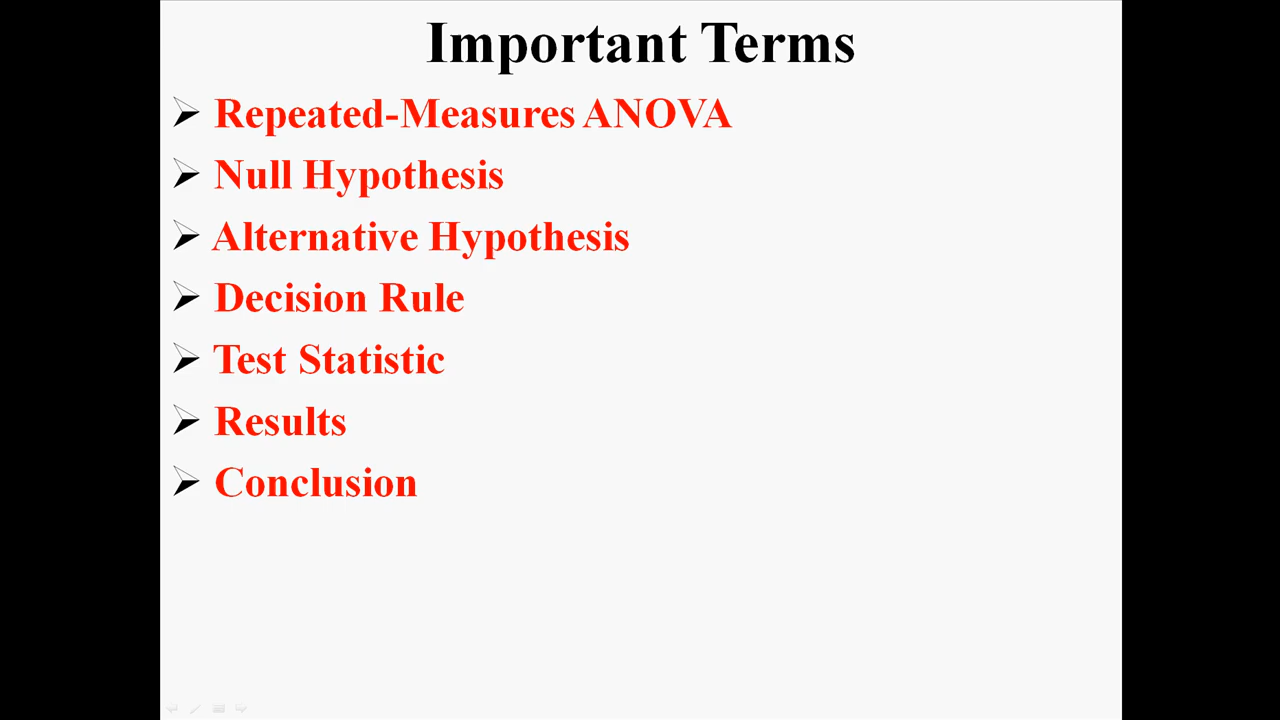 Important Terms
Repeated-Measures ANOVA
Null Hypothesis
Alternative Hypothesis
Decision Rule
Test Statistic
Results
Conclusion